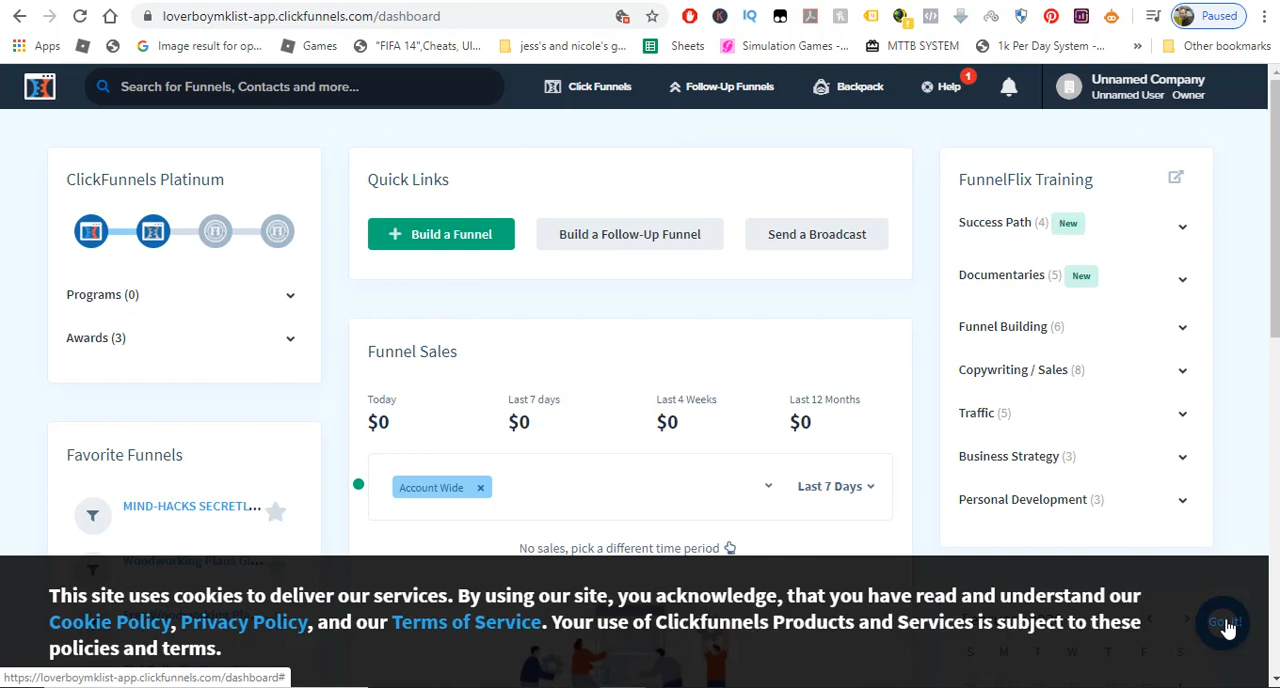 loverboymklist-app.clickfunnels.com/dashboard
Paused
Apps
Image result for op...
Games
"FIFA 14",Cheats, Ul...
jess's and nicole's g...
Sheets
Simulation Games -...
MTTB SYSTEM
1k Per Day System -...
»
Other bookmarks
Search for Funnels, Contacts and more...
Click Funnels
Follow-Up Funnels
Backpack
Help
1
Unnamed Company
Unnamed User Owner
ClickFunnels Platinum
Programs (0)
Awards (3)
Favorite Funnels
MIND-HACKS SECRETL...
Woodworking Plans Gi...
Quick Links
+ Build a Funnel
Build a Follow-Up Funnel
Send a Broadcast
Funnel Sales
Today
$0
Last 7 days
$0
Last 4 Weeks
$0
Last 12 Months
$0
Account Wide ×
Last 7 Days
No sales, pick a different time period
FunnelFlix Training
Success Path (4) New
Documentaries (5) New
Funnel Building (6)
Copywriting / Sales (8)
Traffic (5)
Business Strategy (3)
Personal Development (3)
S M T W T F S
This site uses cookies to deliver our services. By using our site, you acknowledge, that you have read and understand our
Cookie Policy, Privacy Policy, and our Terms of Service. Your use of Clickfunnels Products and Services is subject to these
policies and terms.
Got it!
https://loverboymklist-app.clickfunnels.com/dashboard#